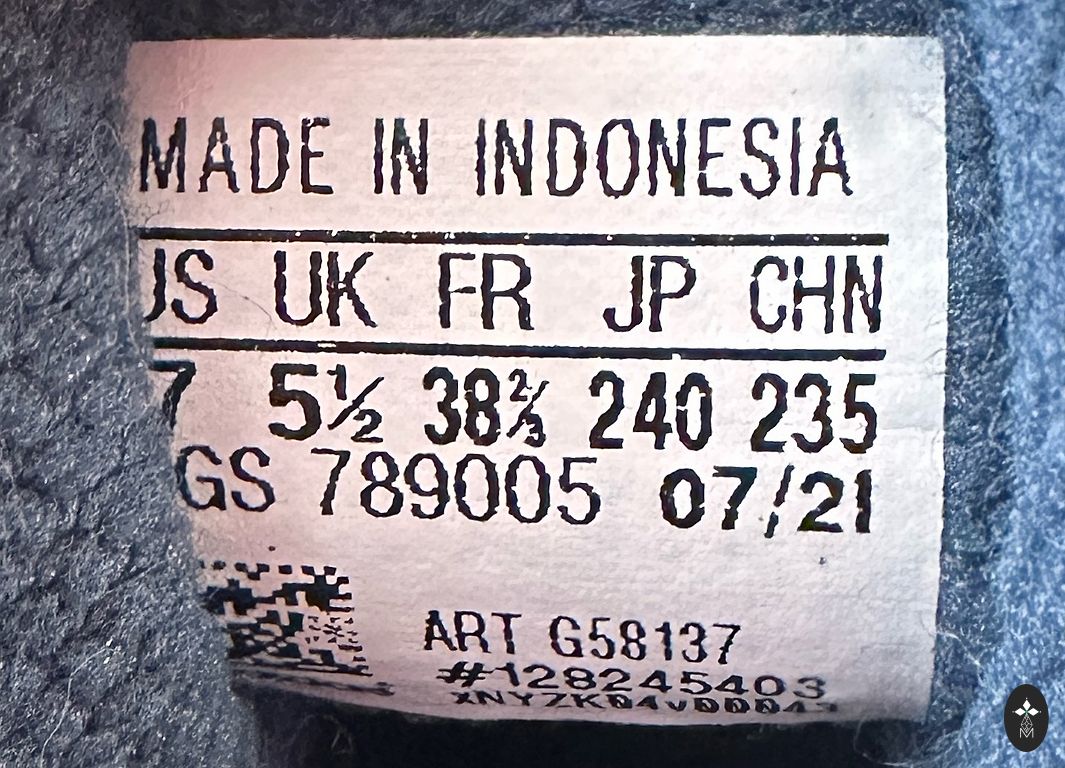 MADE IN INDONESIA
US UK FR JP CHN
7 5½ 38⅔ 240 235
GS 789005 07/21
ART G58137
#128245403
M